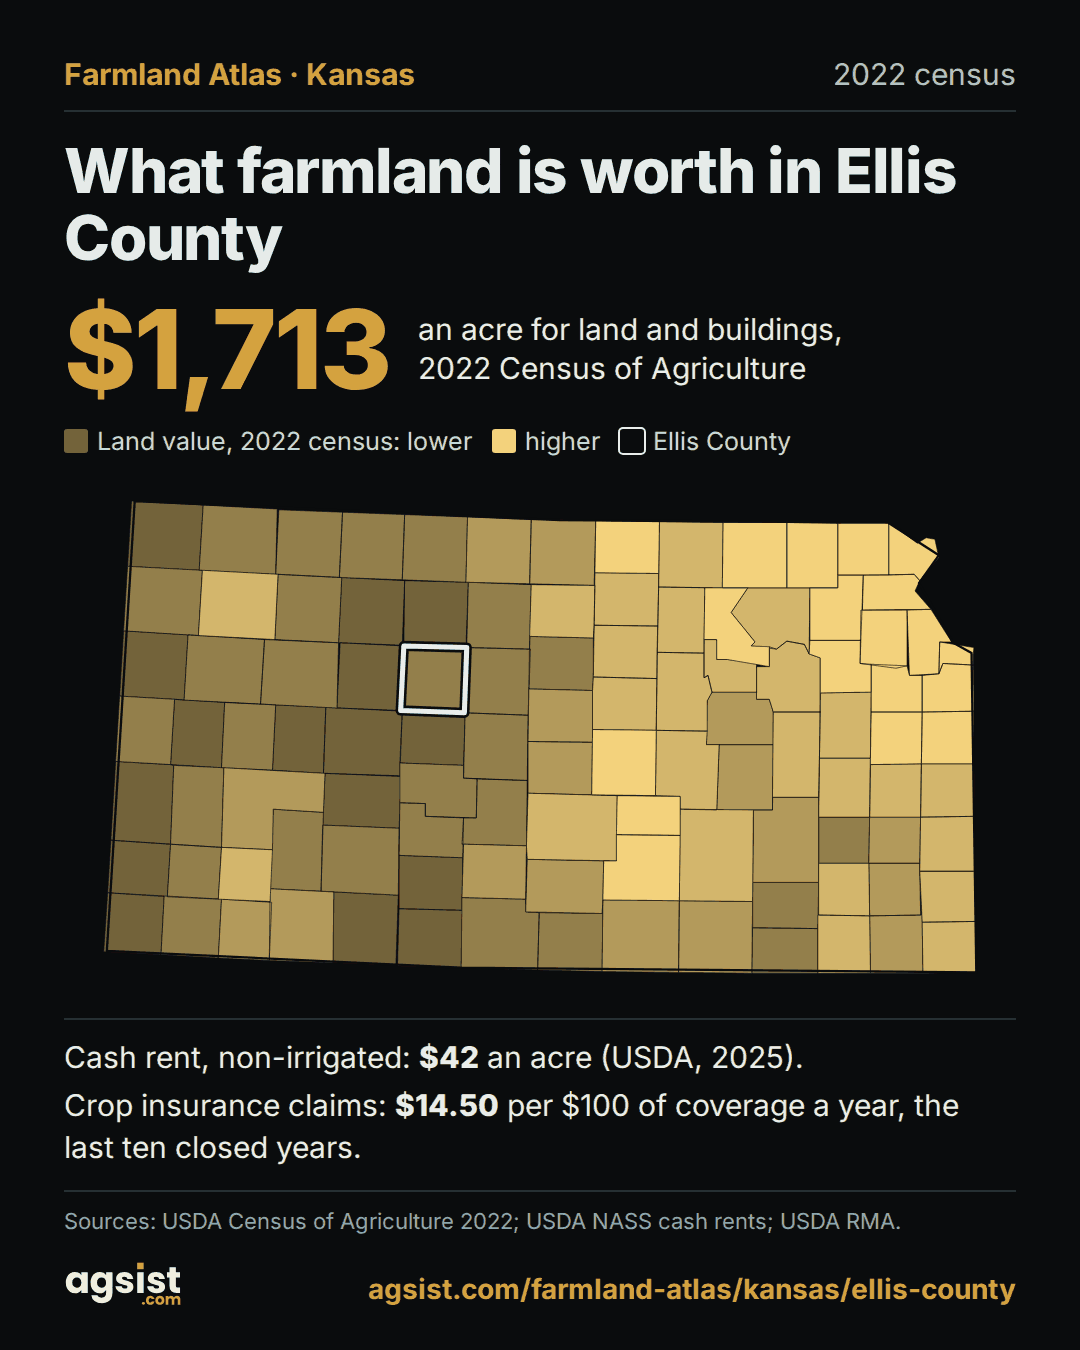 Farmland Atlas · Kansas
2022 census
What farmland is worth in Ellis
County
$1,713
an acre for land and buildings,
2022 Census of Agriculture
Land value, 2022 census: lower
higher
Ellis County
Cash rent, non-irrigated: $42 an acre (USDA, 2025).
Crop insurance claims: $14.50 per $100 of coverage a year, the
last ten closed years.
Sources: USDA Census of Agriculture 2022; USDA NASS cash rents; USDA RMA.
agsist
.com
agsist.com/farmland-atlas/kansas/ellis-county